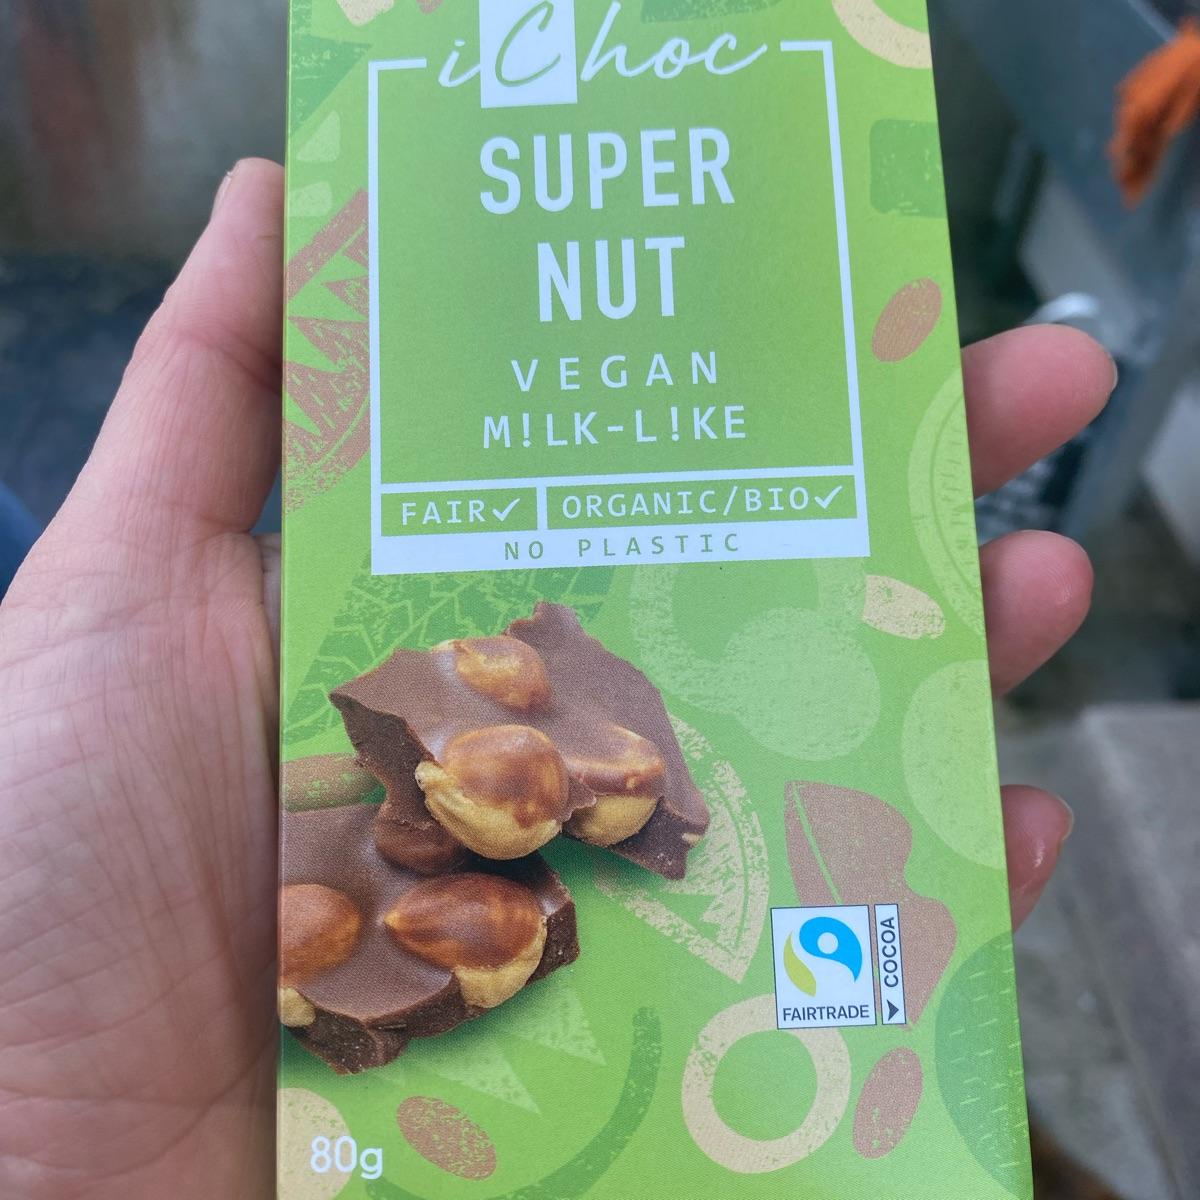 iChoc
SUPER
NUT
VEGAN
M!LK-L!KE
FAIR✓ ORGANIC/BIO✓
NO PLASTIC
FAIRTRADE
COCOA
80g